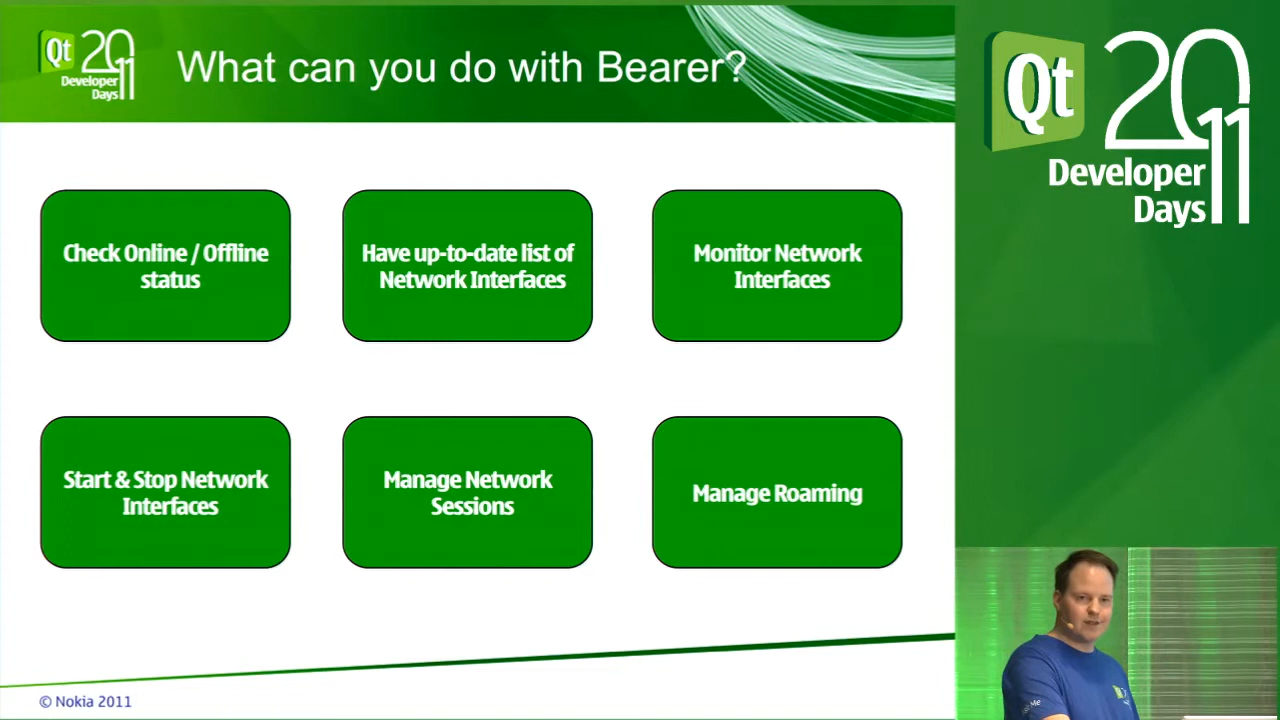 Qt 2011
Developer
Days
What can you do with Bearer?
Check Online / Offline
status
Have up-to-date list of
Network Interfaces
Monitor Network
Interfaces
Start & Stop Network
Interfaces
Manage Network
Sessions
Manage Roaming
© Nokia 2011
Qt 2011
Developer
Days